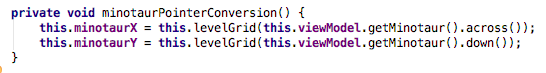 private void minotaurPointerConversion() {
this.minotaurX = this.levelGrid(this.viewModel.getMinotaur().across());
this.minotaurY = this.levelGrid(this.viewModel.getMinotaur().down());
}